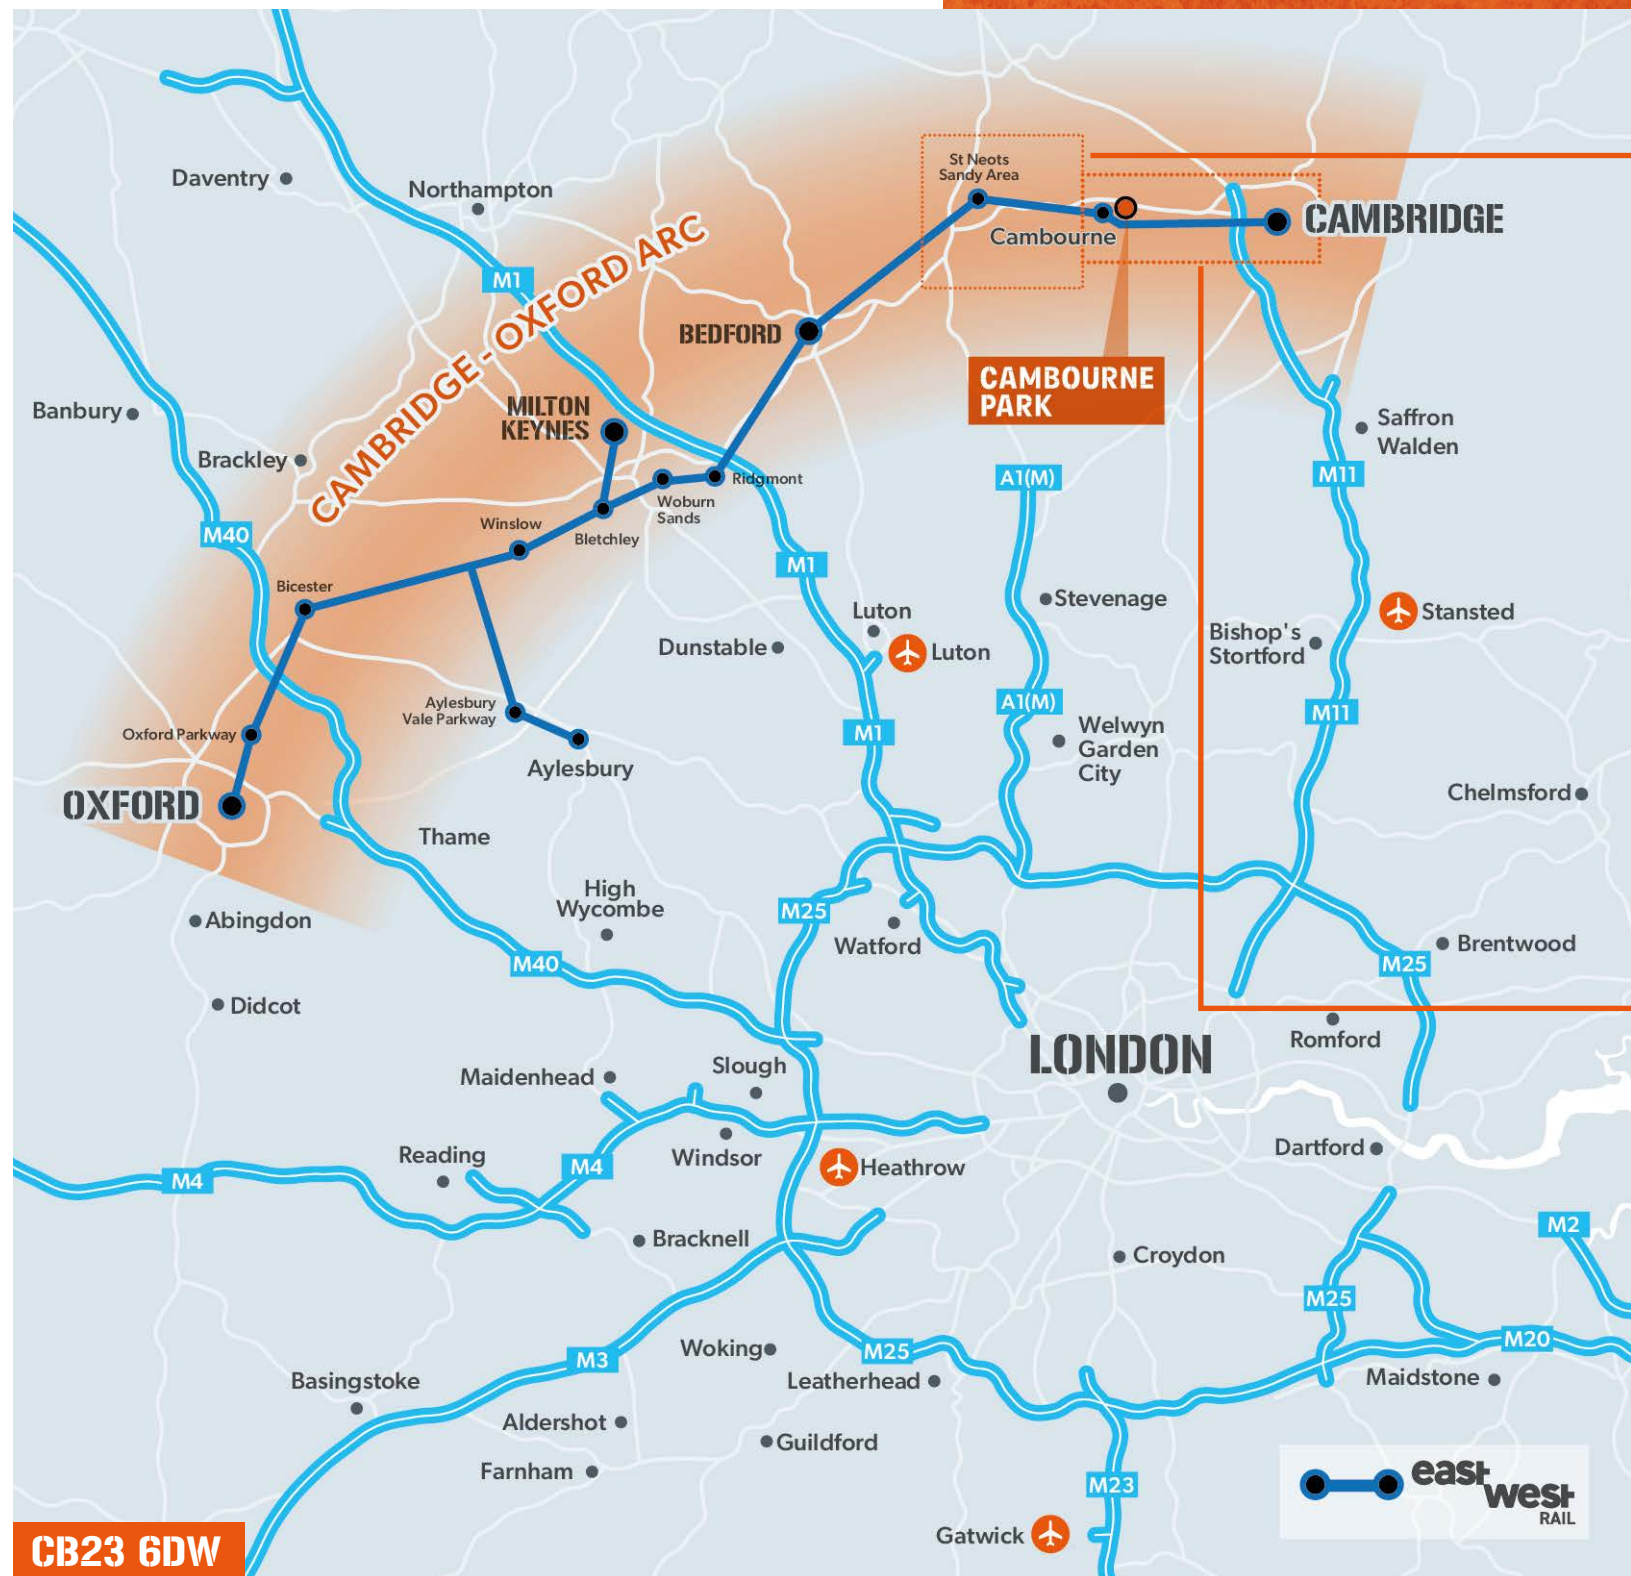 Daventry
Northampton
St Neots
Sandy Area
Cambourne
CAMBRIDGE
M1
CAMBRIDGE - OXFORD ARC
BEDFORD
CAMBOURNE
PARK
MILTON
KEYNES
Banbury
Brackley
Saffron
Walden
M11
A1(M)
Ridgmont
Woburn
Sands
Winslow
Bletchley
M40
Bicester
M1
Stevenage
Luton
Luton
Dunstable
Stansted
Bishop's
Stortford
Aylesbury
Vale Parkway
Oxford Parkway
A1(M)
M11
M1
Welwyn
Garden
City
Aylesbury
OXFORD
Chelmsford
Thame
High
Wycombe
M25
Abingdon
Watford
Brentwood
M40
M25
Didcot
Romford
LONDON
Slough
Maidenhead
Windsor
Reading
M4
M4
Heathrow
Dartford
Bracknell
Croydon
M2
M25
M20
Woking
M25
M3
Leatherhead
Maidstone
Basingstoke
Aldershot
Guildford
Farnham
M23
Gatwick
east
west
RAIL
CB23 6DW